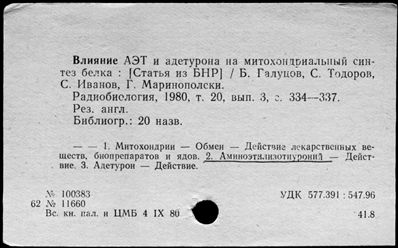 Влияние АЭТ и адетурона на митохондриальный син-
тез белка : [Статья из БНР] / Б. Галуцов, С. Тодоров,
С. Иванов, Г. Маринополски.
Радиобиология, 1980, т. 20, вып. 3, с. 334—337.
Рез. англ.
Библиогр.: 20 назв.
— — 1. Митохондрии — Обмен — Действие лекарственных ве-
ществ, биопрепаратов и ядов. 2. Аминоэтилизотиуроний — Дейст-
вие. 3. Адетурон — Действие.
№ 100383
УДК 577.391 : 547.96
62 № 11660
Вс. кн. пал. и ЦМБ 4 IX 80
41.8